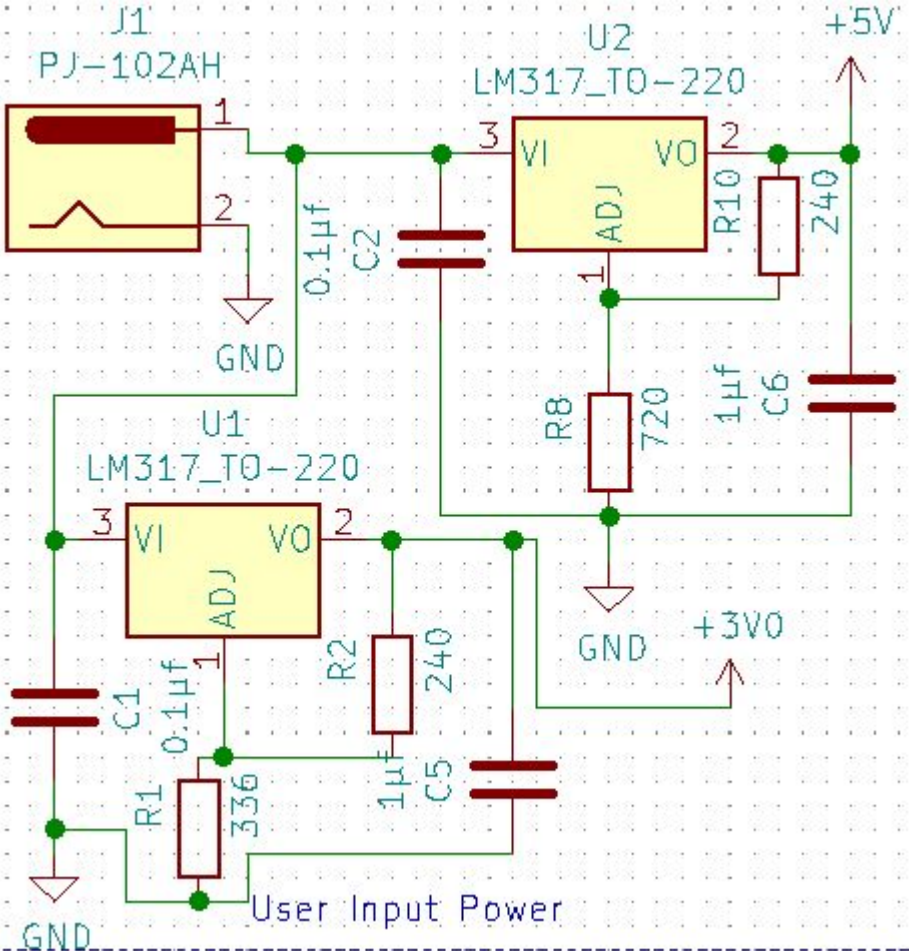 J1
PJ-102AH
1
2
GND
U2
LM317_TO-220
3
VI
VO
2
ADJ
1
+5V
R10
240
0.1µf
C2
R8
720
1µf
C6
GND
U1
LM317_TO-220
3
VI
VO
2
ADJ
1
+3V0
C1
0.1µf
R2
240
R1
336
1µf
C5
GND
User Input Power